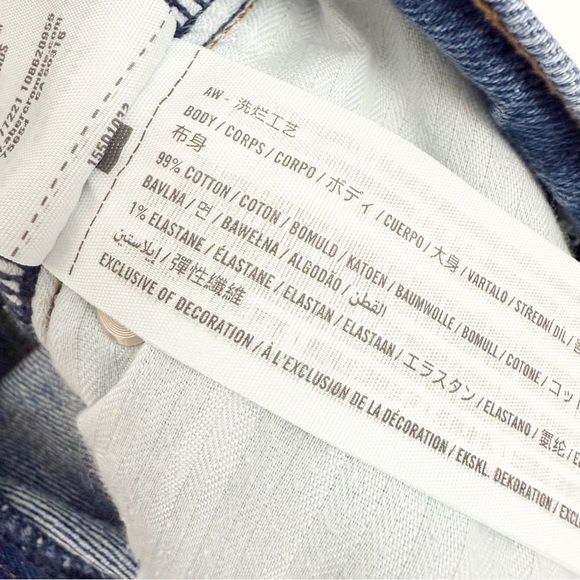 AW - 洗烂工艺
BODY / CORPS / CORPO / ボディ / CUERPO / 大身 / VARTALO / STŘEDNÍ DÍL /
布身
99% COTTON / COTON / BOMULD / KATOEN / BAUMWOLLE / BOMULL / COTONE / コット
BAVLNA / 면 / BAWEŁNA / ALGODÃO / القطن
1% ELASTANE / ÉLASTANE / ELASTAN / ELASTAAN / エラスタン / ELASTANO / 氨纶 /
إيلاستين / 彈性纖維
EXCLUSIVE OF DECORATION / À L'EXCLUSION DE LA DÉCORATION / EKSKL. DEKORATION / EXCL